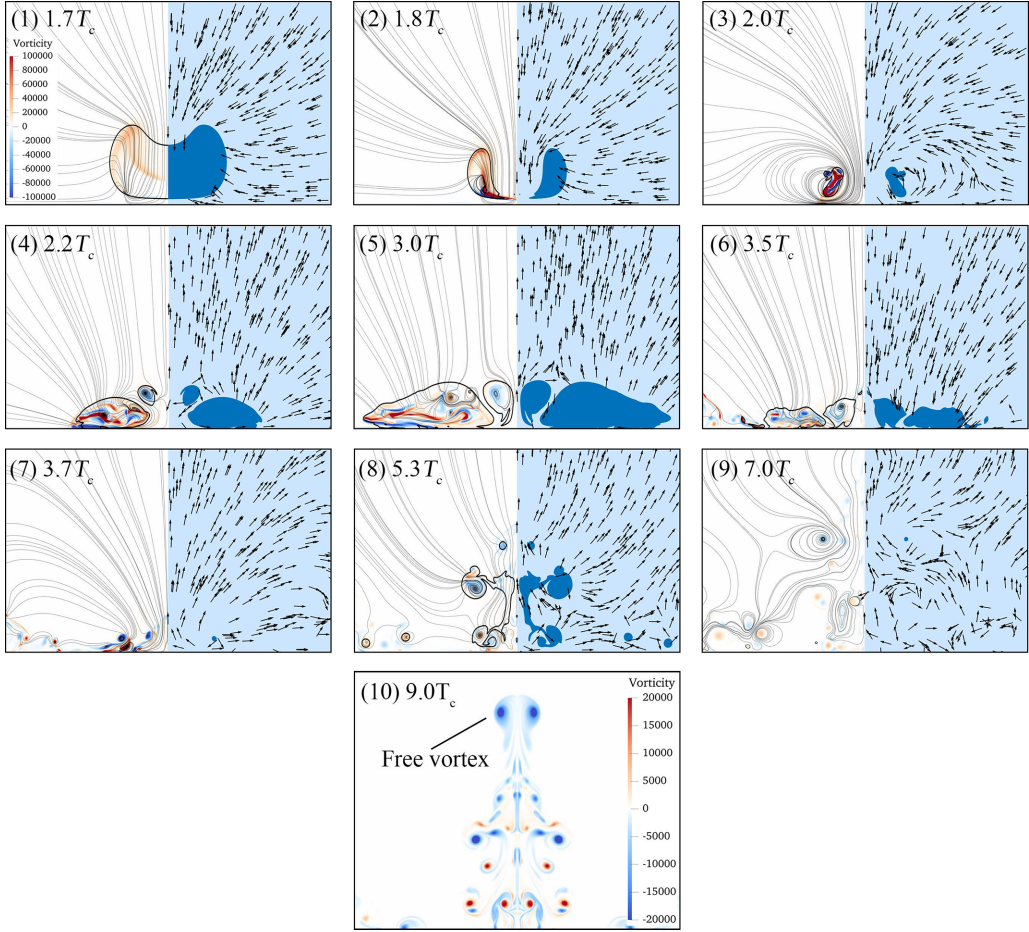 (1) 1.7T_c
(2) 1.8T_c
(3) 2.0T_c
Vorticity
100000
80000
60000
40000
20000
0
-20000
-40000
-60000
-80000
-100000
(4) 2.2T_c
(5) 3.0T_c
(6) 3.5T_c
(7) 3.7T_c
(8) 5.3T_c
(9) 7.0T_c
(10) 9.0T_c
Vorticity
20000
15000
10000
5000
0
-5000
-10000
-15000
-20000
Free vortex